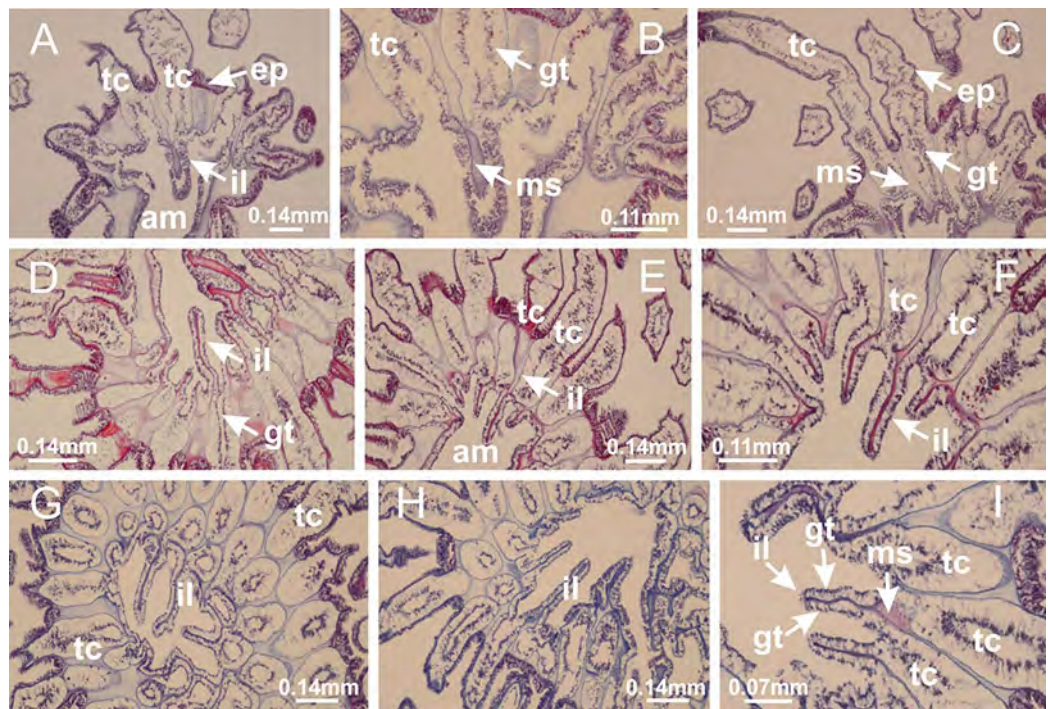 A
tc
tc
ep
il
am
0.14mm
B
tc
gt
ms
0.11mm
C
tc
ep
ms
gt
0.14mm
D
il
gt
0.14mm
E
tc
tc
il
am
0.14mm
F
tc
tc
il
0.11mm
G
tc
il
tc
0.14mm
H
il
0.14mm
I
gt
il
ms
tc
gt
tc
tc
0.07mm